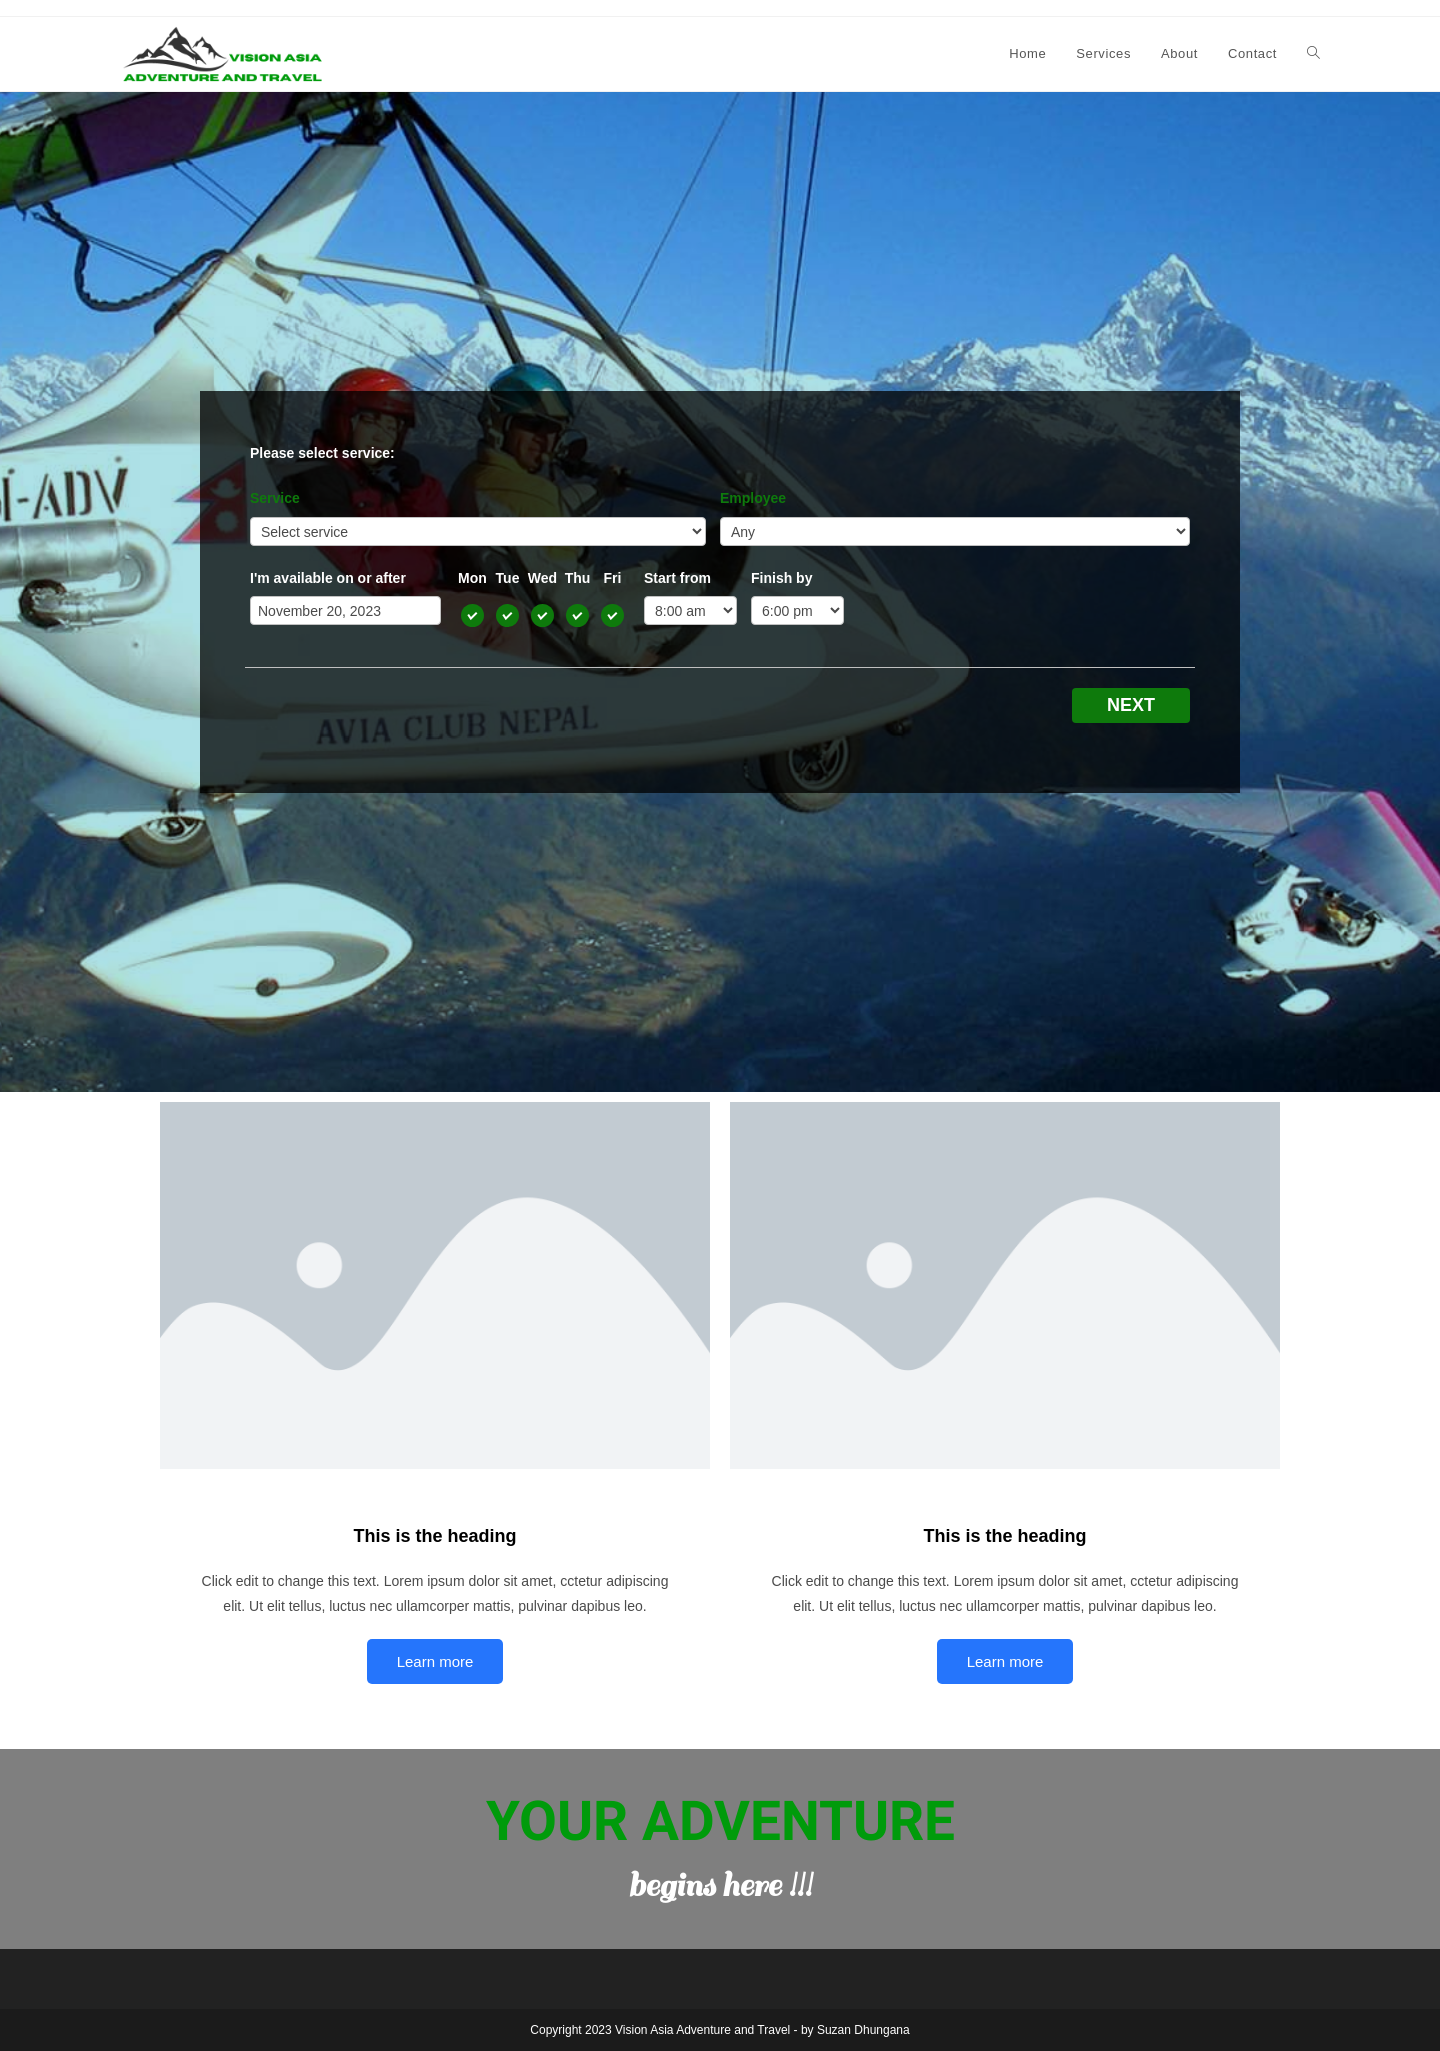 VISION ASIA
ADVENTURE AND TRAVEL
Home Services About Contact
Please select service:
Service Employee
Select service Any
I'm available on or after Mon Tue Wed Thu Fri Start from Finish by
November 20, 2023 8:00 am 6:00 pm
NEXT
AVIA CLUB NEPAL
This is the heading
Click edit to change this text. Lorem ipsum dolor sit amet, cctetur adipiscing
elit. Ut elit tellus, luctus nec ullamcorper mattis, pulvinar dapibus leo.
Learn more
This is the heading
Click edit to change this text. Lorem ipsum dolor sit amet, cctetur adipiscing
elit. Ut elit tellus, luctus nec ullamcorper mattis, pulvinar dapibus leo.
Learn more
YOUR ADVENTURE
begins here !!!
Copyright 2023 Vision Asia Adventure and Travel - by Suzan Dhungana